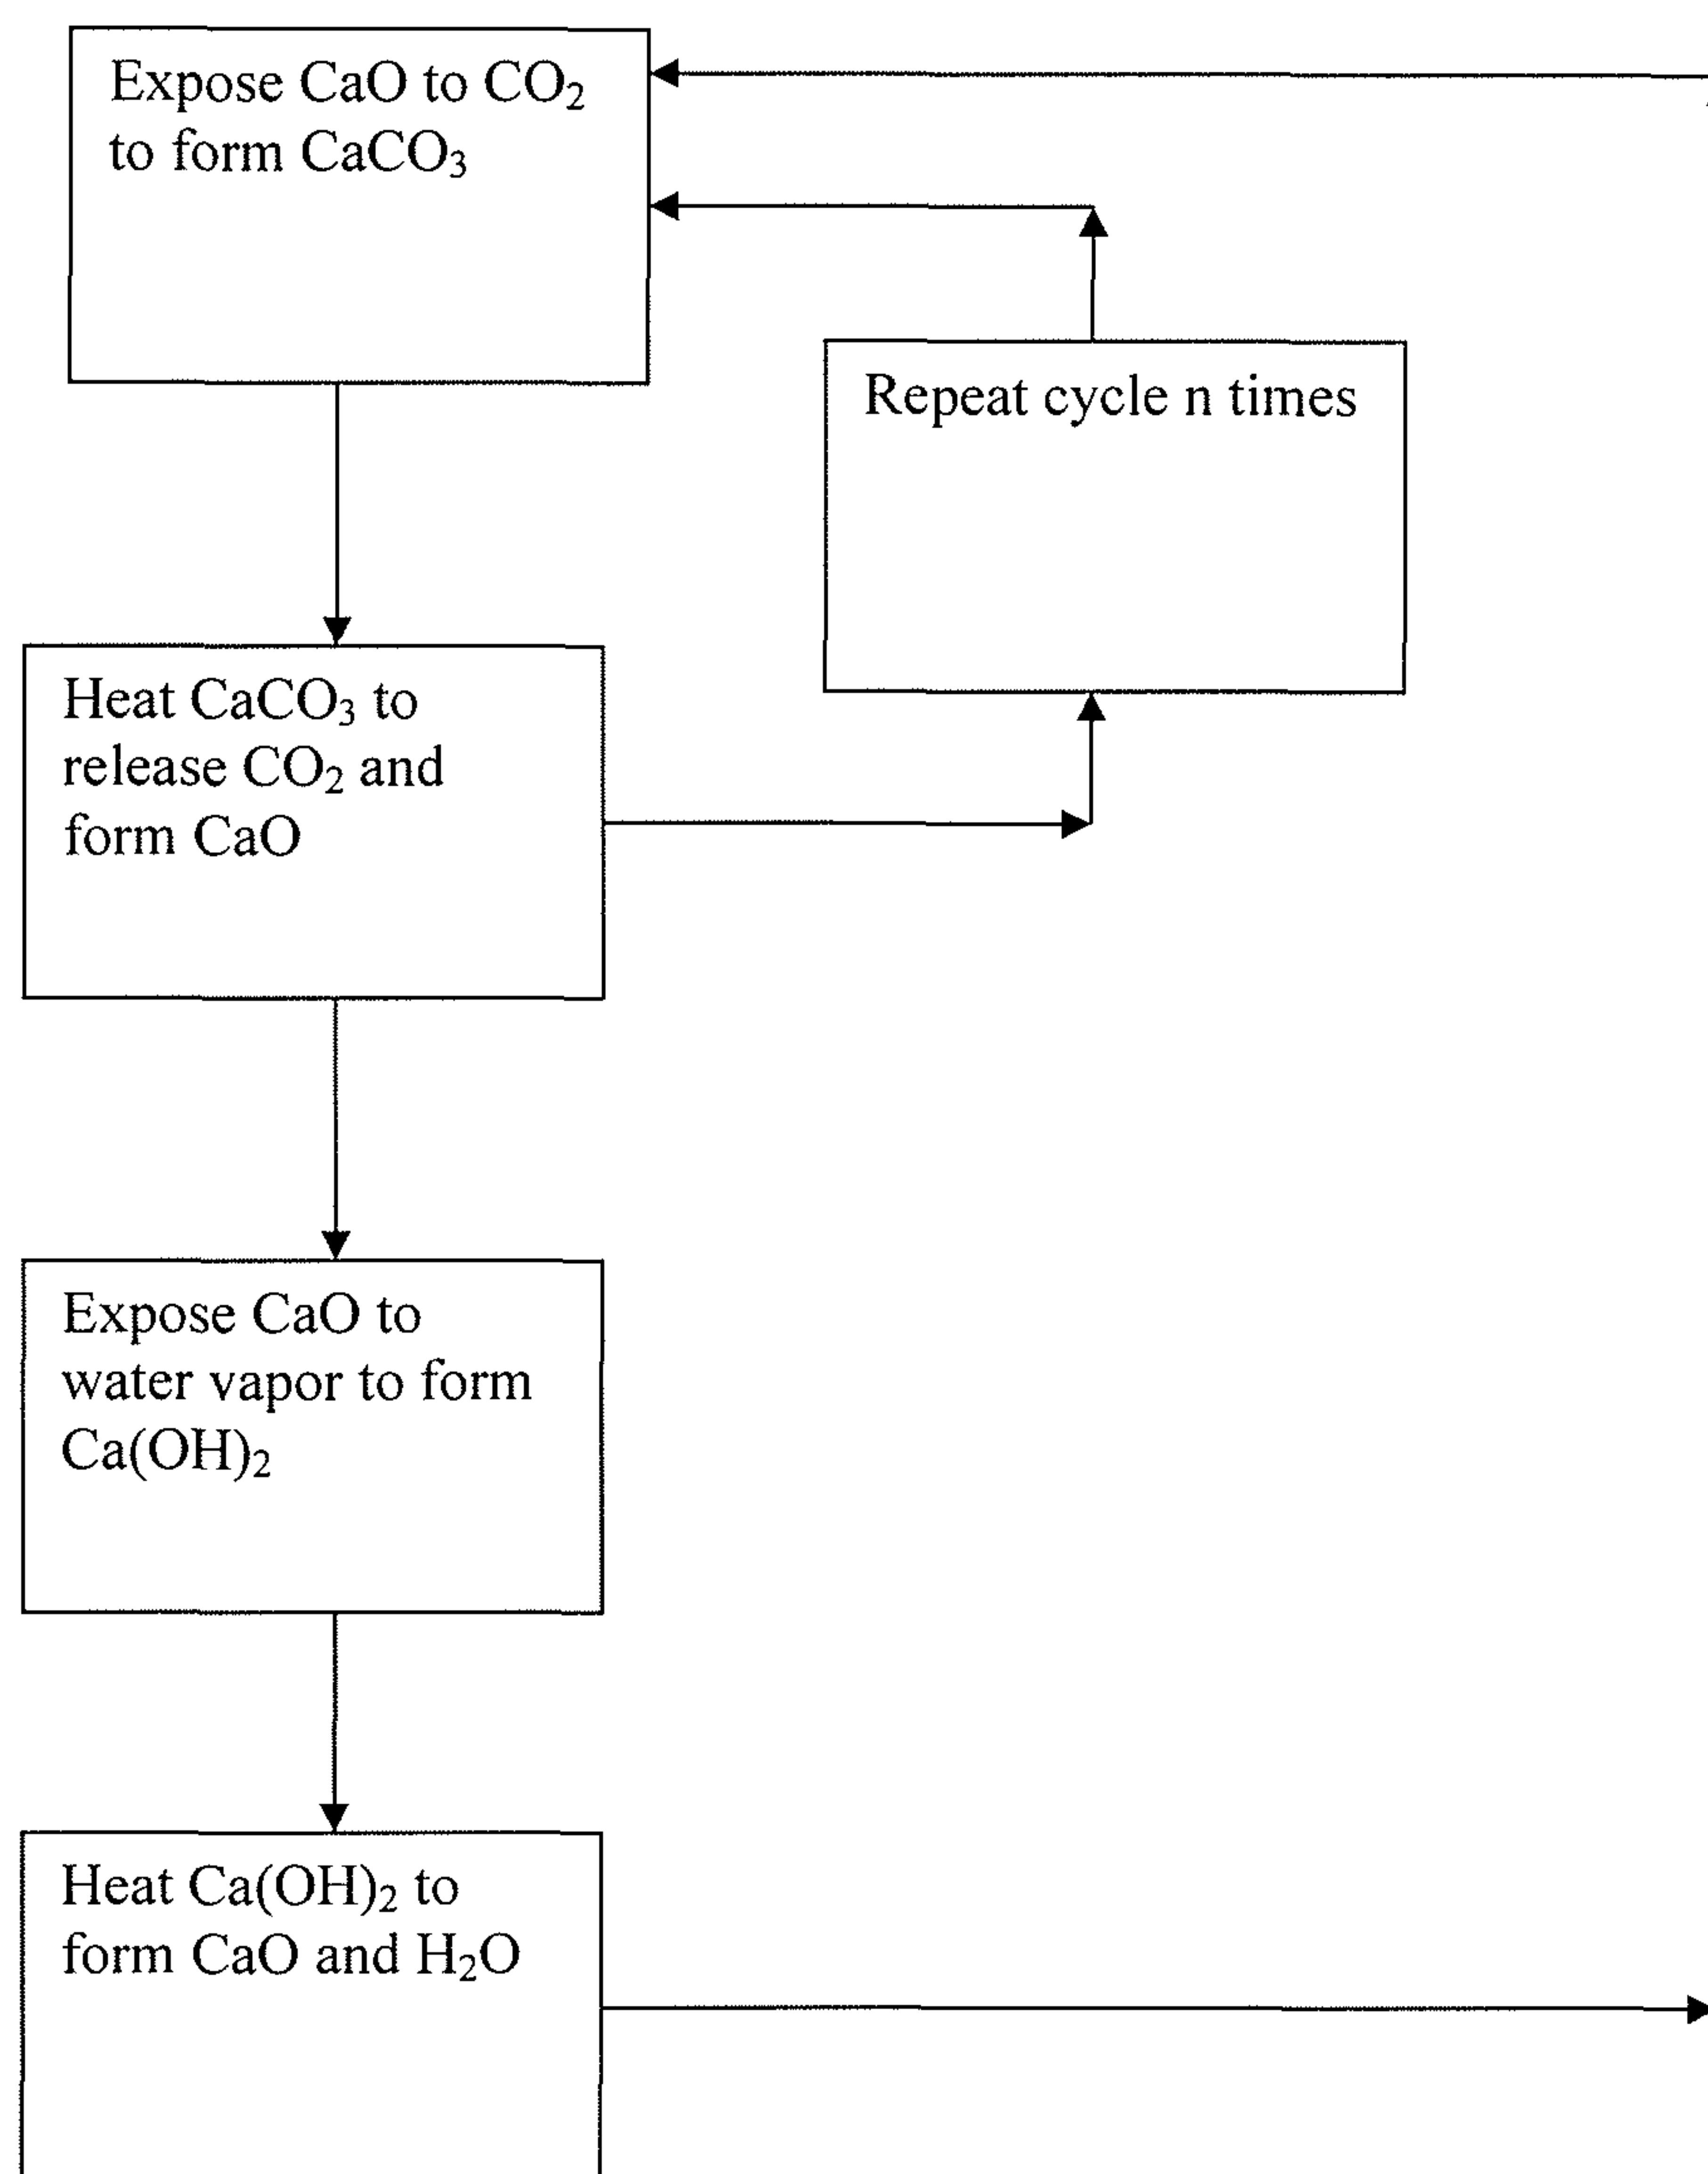 Expose CaO to CO₂
to form CaCO₃
Repeat cycle n times
Heat CaCO₃ to
release CO₂ and
form CaO
Expose CaO to
water vapor to form
Ca(OH)₂
Heat Ca(OH)₂ to
form CaO and H₂O